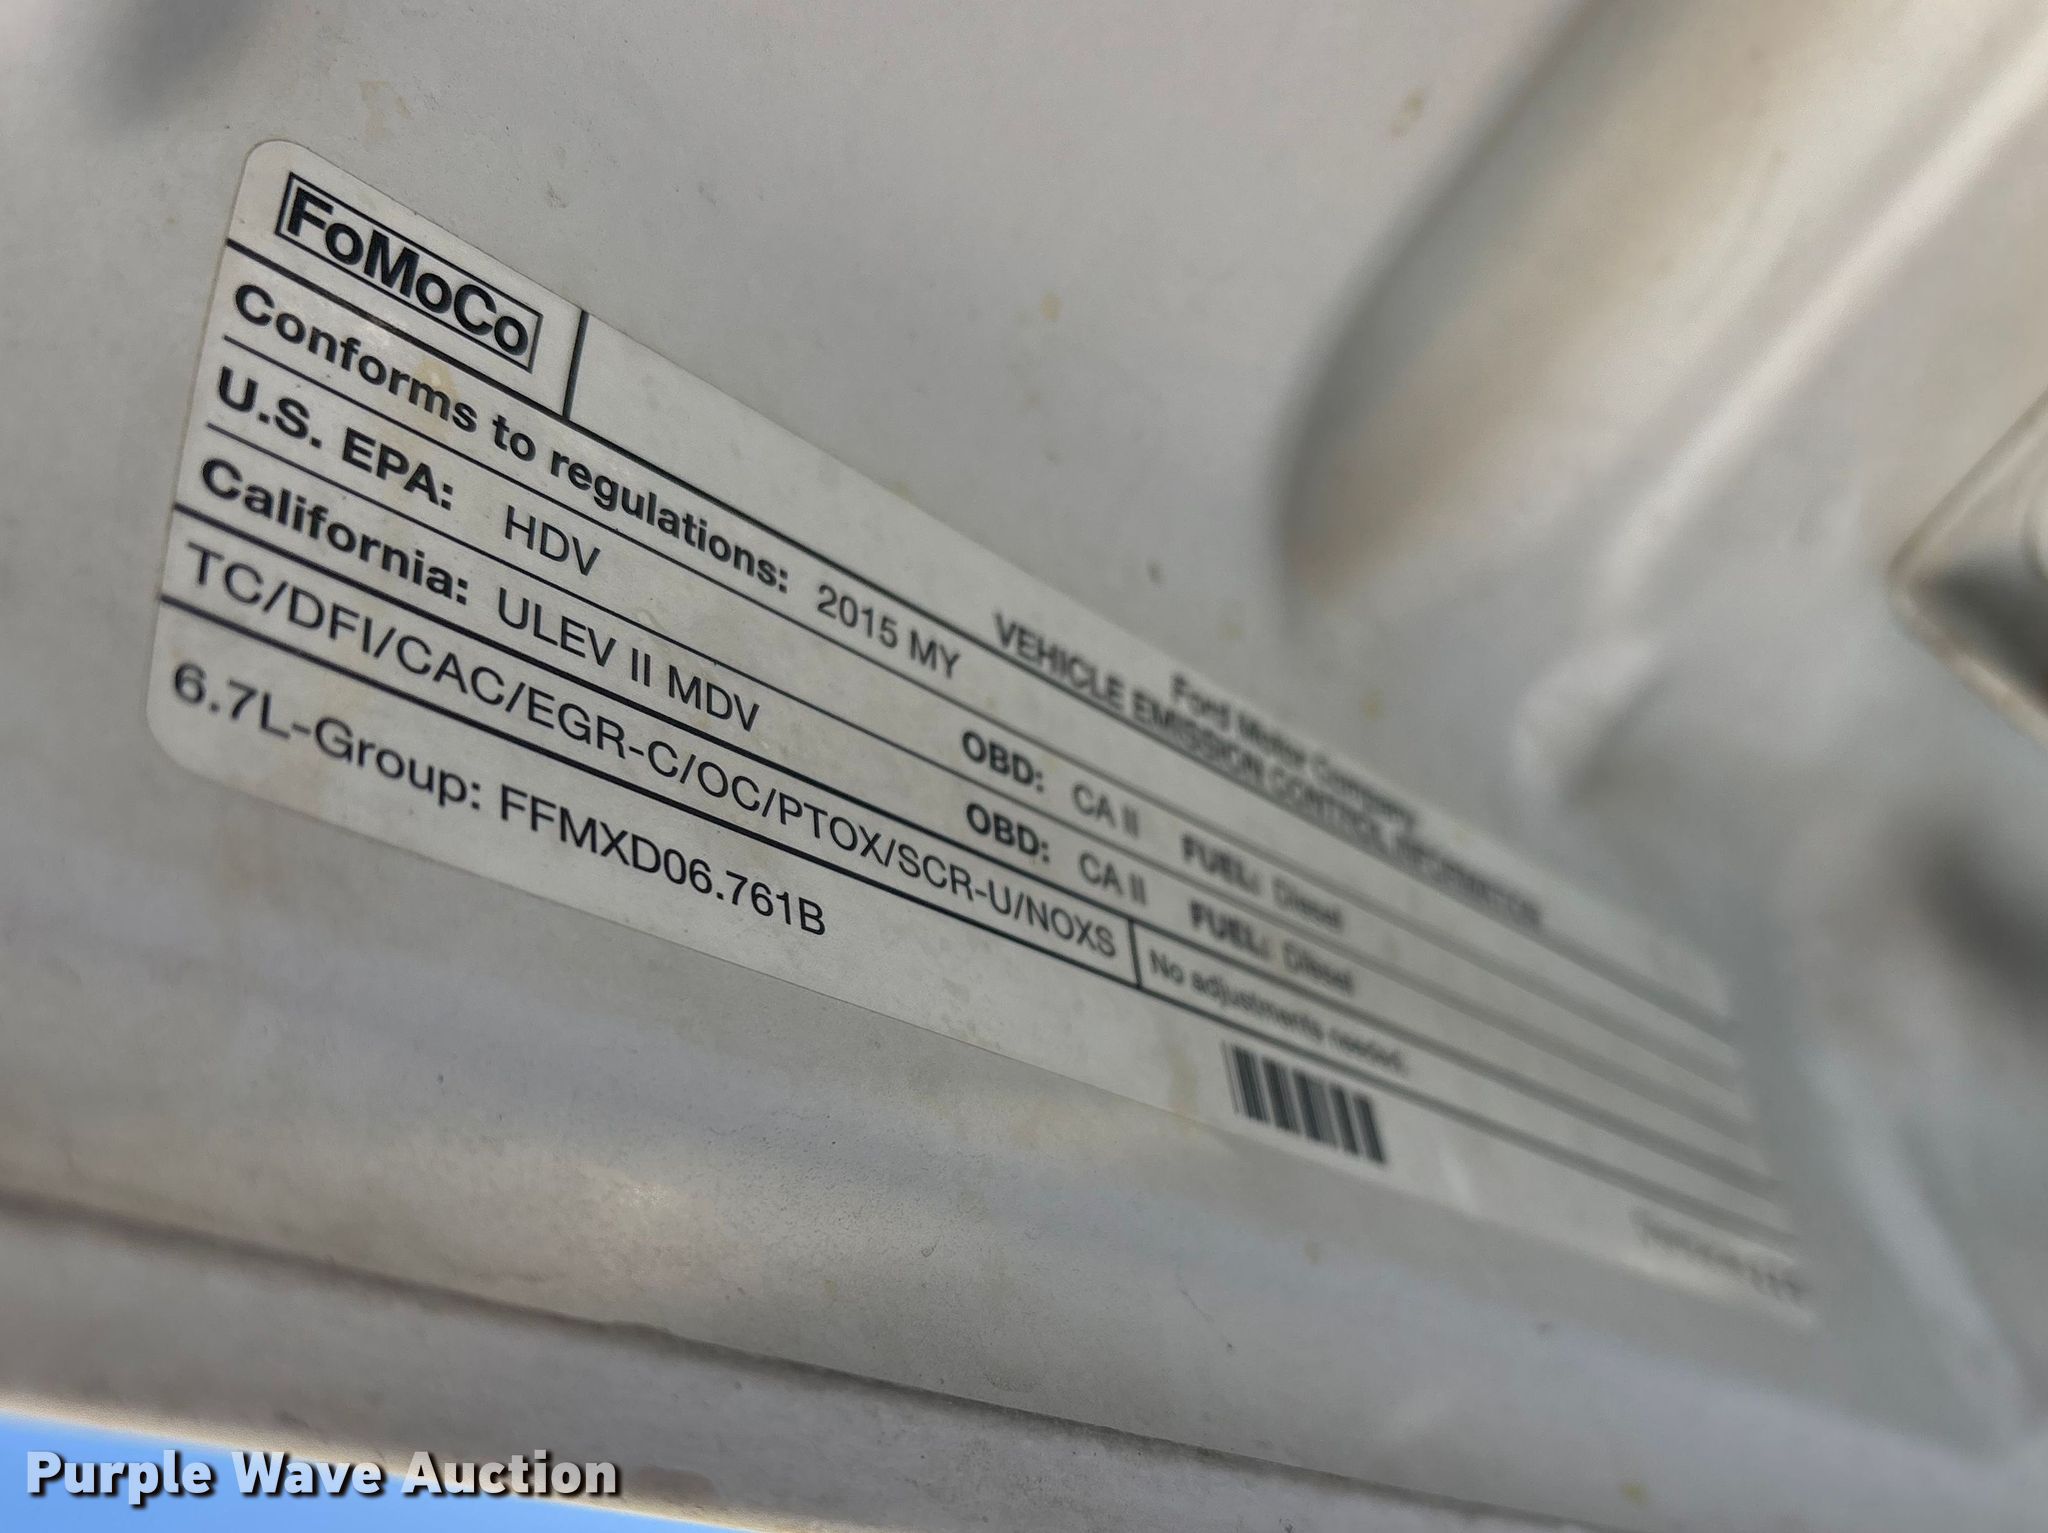 FoMoCo
Ford Motor Company
VEHICLE EMISSION CONTROL INFORMATION
Conforms to regulations: 2015 MY
U.S. EPA: HDV OBD: CA II FUEL: Diesel
California: ULEV II MDV OBD: CA II FUEL: Diesel
TC/DFI/CAC/EGR-C/OC/PTOX/SCR-U/NOXS No adjustments needed.
6.7L-Group: FFMXD06.761B
Purple Wave Auction